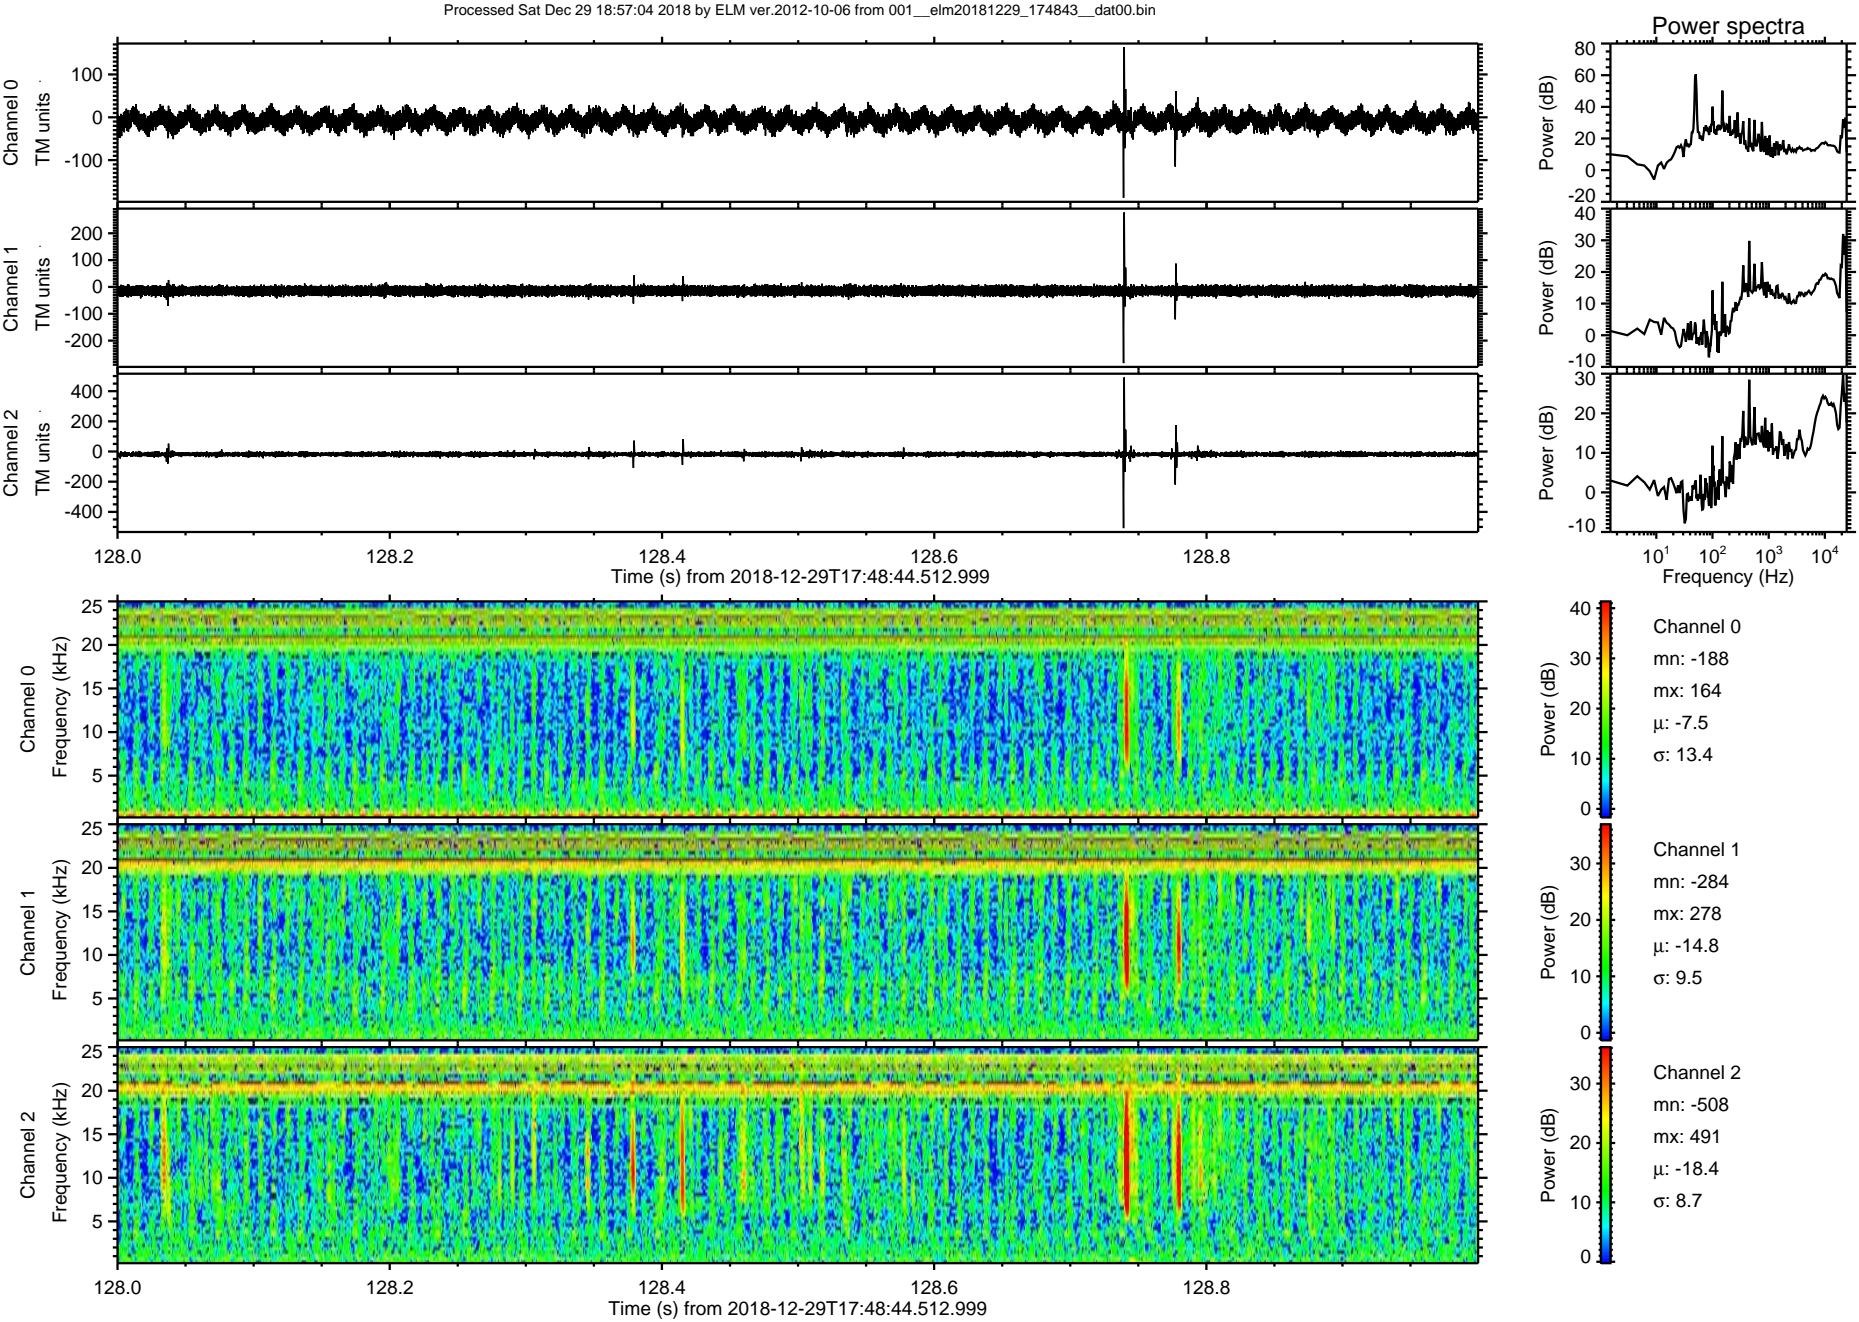 Processed Sat Dec 29 18:57:04 2018 by ELM ver.2012-10-06 from 001__elm20181229_174843__dat00.bin
Power spectra
Channel 0
TM units
100
0
-100
Power (dB)
80
60
40
20
0
-20
Channel 1
TM units
200
100
0
-100
-200
Power (dB)
40
30
20
10
0
-10
Channel 2
TM units
400
200
0
-200
-400
Power (dB)
30
20
10
0
-10
128.0 128.2 128.4 128.6 128.8
Time (s) from 2018-12-29T17:48:44.512.999
10¹ 10² 10³ 10⁴
Frequency (Hz)
Channel 0
Frequency (kHz)
25
20
15
10
5
Power (dB)
40
30
20
10
0
Channel 0
mn: -188
mx: 164
μ: -7.5
σ: 13.4
Channel 1
Frequency (kHz)
25
20
15
10
5
Power (dB)
30
20
10
0
Channel 1
mn: -284
mx: 278
μ: -14.8
σ: 9.5
Channel 2
Frequency (kHz)
25
20
15
10
5
Power (dB)
30
20
10
0
Channel 2
mn: -508
mx: 491
μ: -18.4
σ: 8.7
128.0 128.2 128.4 128.6 128.8
Time (s) from 2018-12-29T17:48:44.512.999